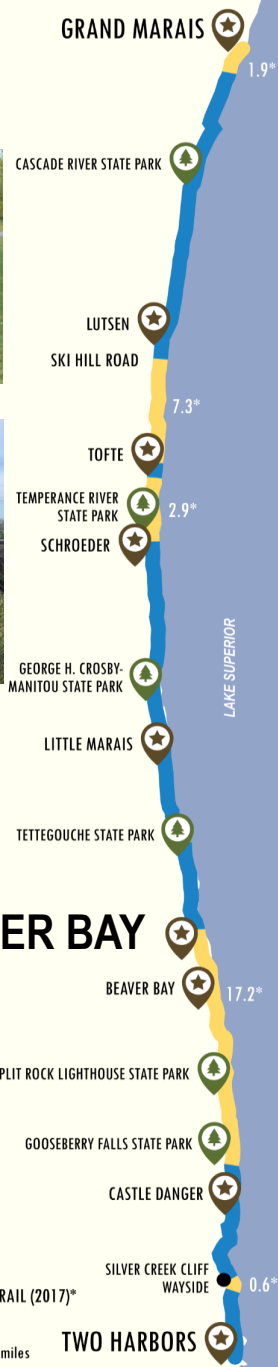 GRAND MARAIS
1.9*
CASCADE RIVER STATE PARK
LUTSEN
SKI HILL ROAD
7.3*
TOFTE
TEMPERANCE RIVER
STATE PARK
2.9*
SCHROEDER
LAKE SUPERIOR
GEORGE H. CROSBY-
MANITOU STATE PARK
LITTLE MARAIS
TETTEGOUCHE STATE PARK
ER BAY
BEAVER BAY
17.2*
PLIT ROCK LIGHTHOUSE STATE PARK
GOOSEBERRY FALLS STATE PARK
CASTLE DANGER
SILVER CREEK CLIFF
WAYSIDE
0.6*
RAIL (2017)*
TWO HARBORS
miles